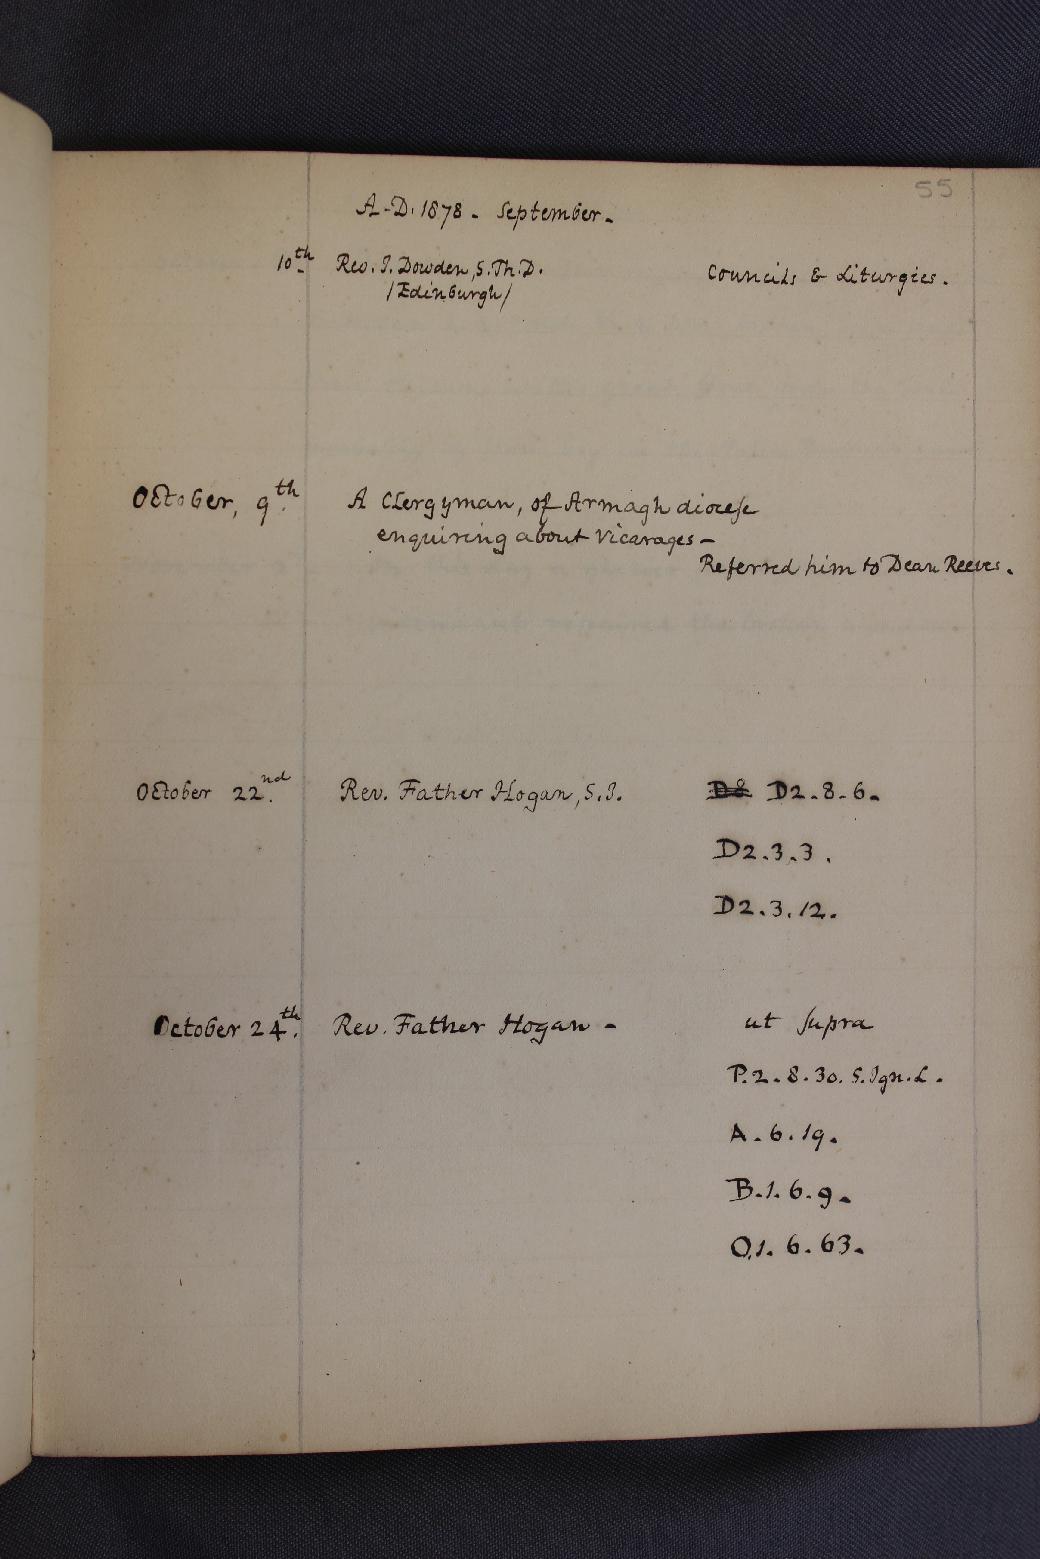 55
A.D. 1878. September.
10th Rev. J. Dowden, S.Th.D. Councils & Liturgies.
/Edinburgh/
October, 9th. A Clergyman, of Armagh diocese
enquiring about Vicarages-
Referred him to Dean Reeves.
October 22nd. Rev. Father Hogan, S.J. D8 D2.8.6.
D2.3.3.
D2.3.12.
October 24th. Rev. Father Hogan - ut supra
P.2.8.30. S. Ign. L.
A.6.19.
B.1.6.9.
O,1.6.63.